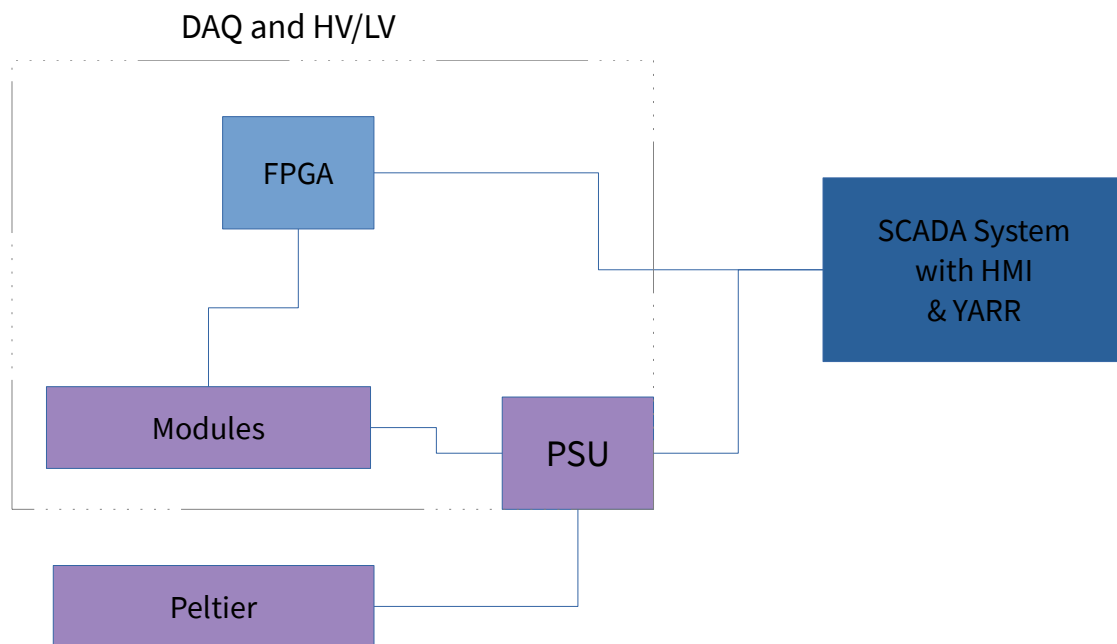 DAQ and HV/LV
FPGA
SCADA System
with HMI
& YARR
Modules
PSU
Peltier